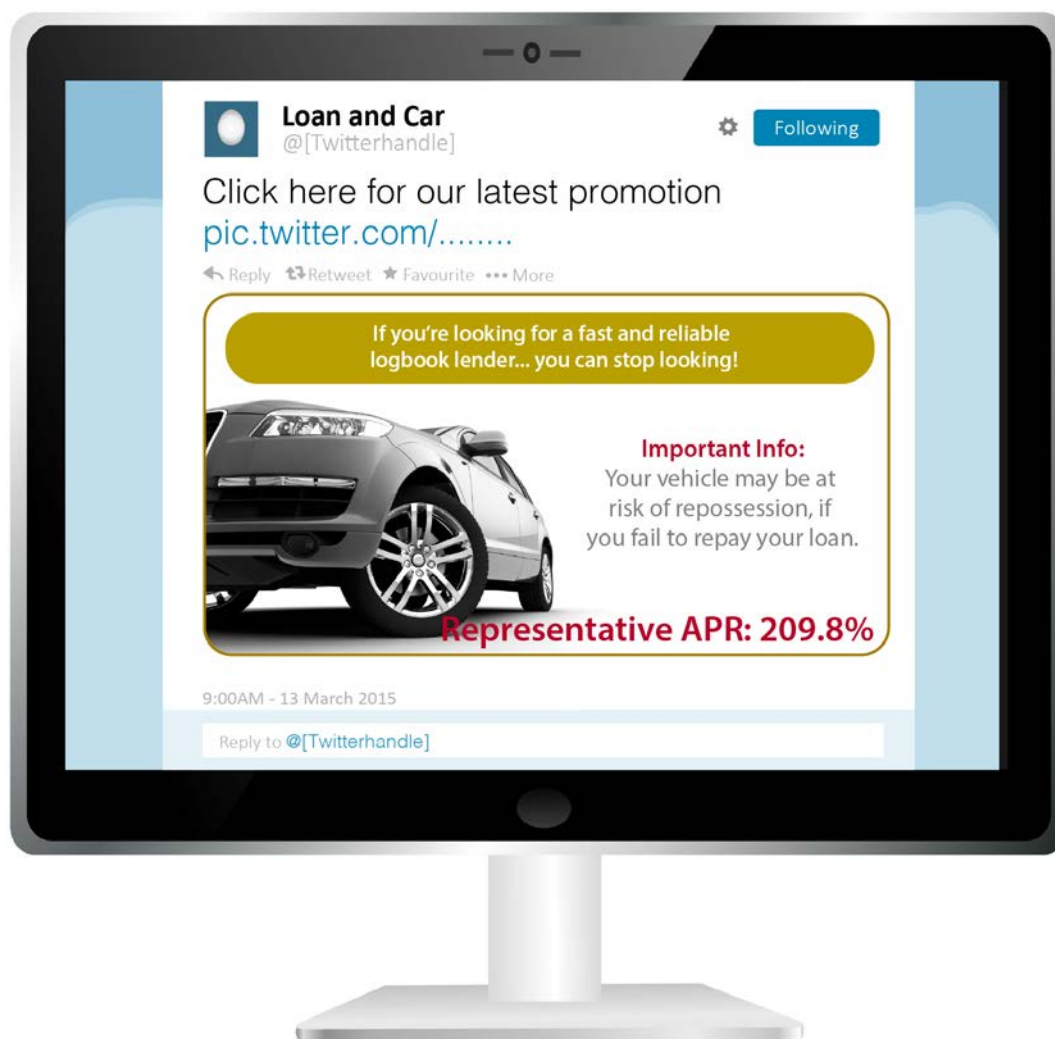 Loan and Car
@[Twitterhandle]
Following
Click here for our latest promotion
pic.twitter.com/........
Reply Retweet Favourite More
If you're looking for a fast and reliable
logbook lender... you can stop looking!
Important Info:
Your vehicle may be at
risk of repossession, if
you fail to repay your loan.
Representative APR: 209.8%
9:00AM - 13 March 2015
Reply to @[Twitterhandle]